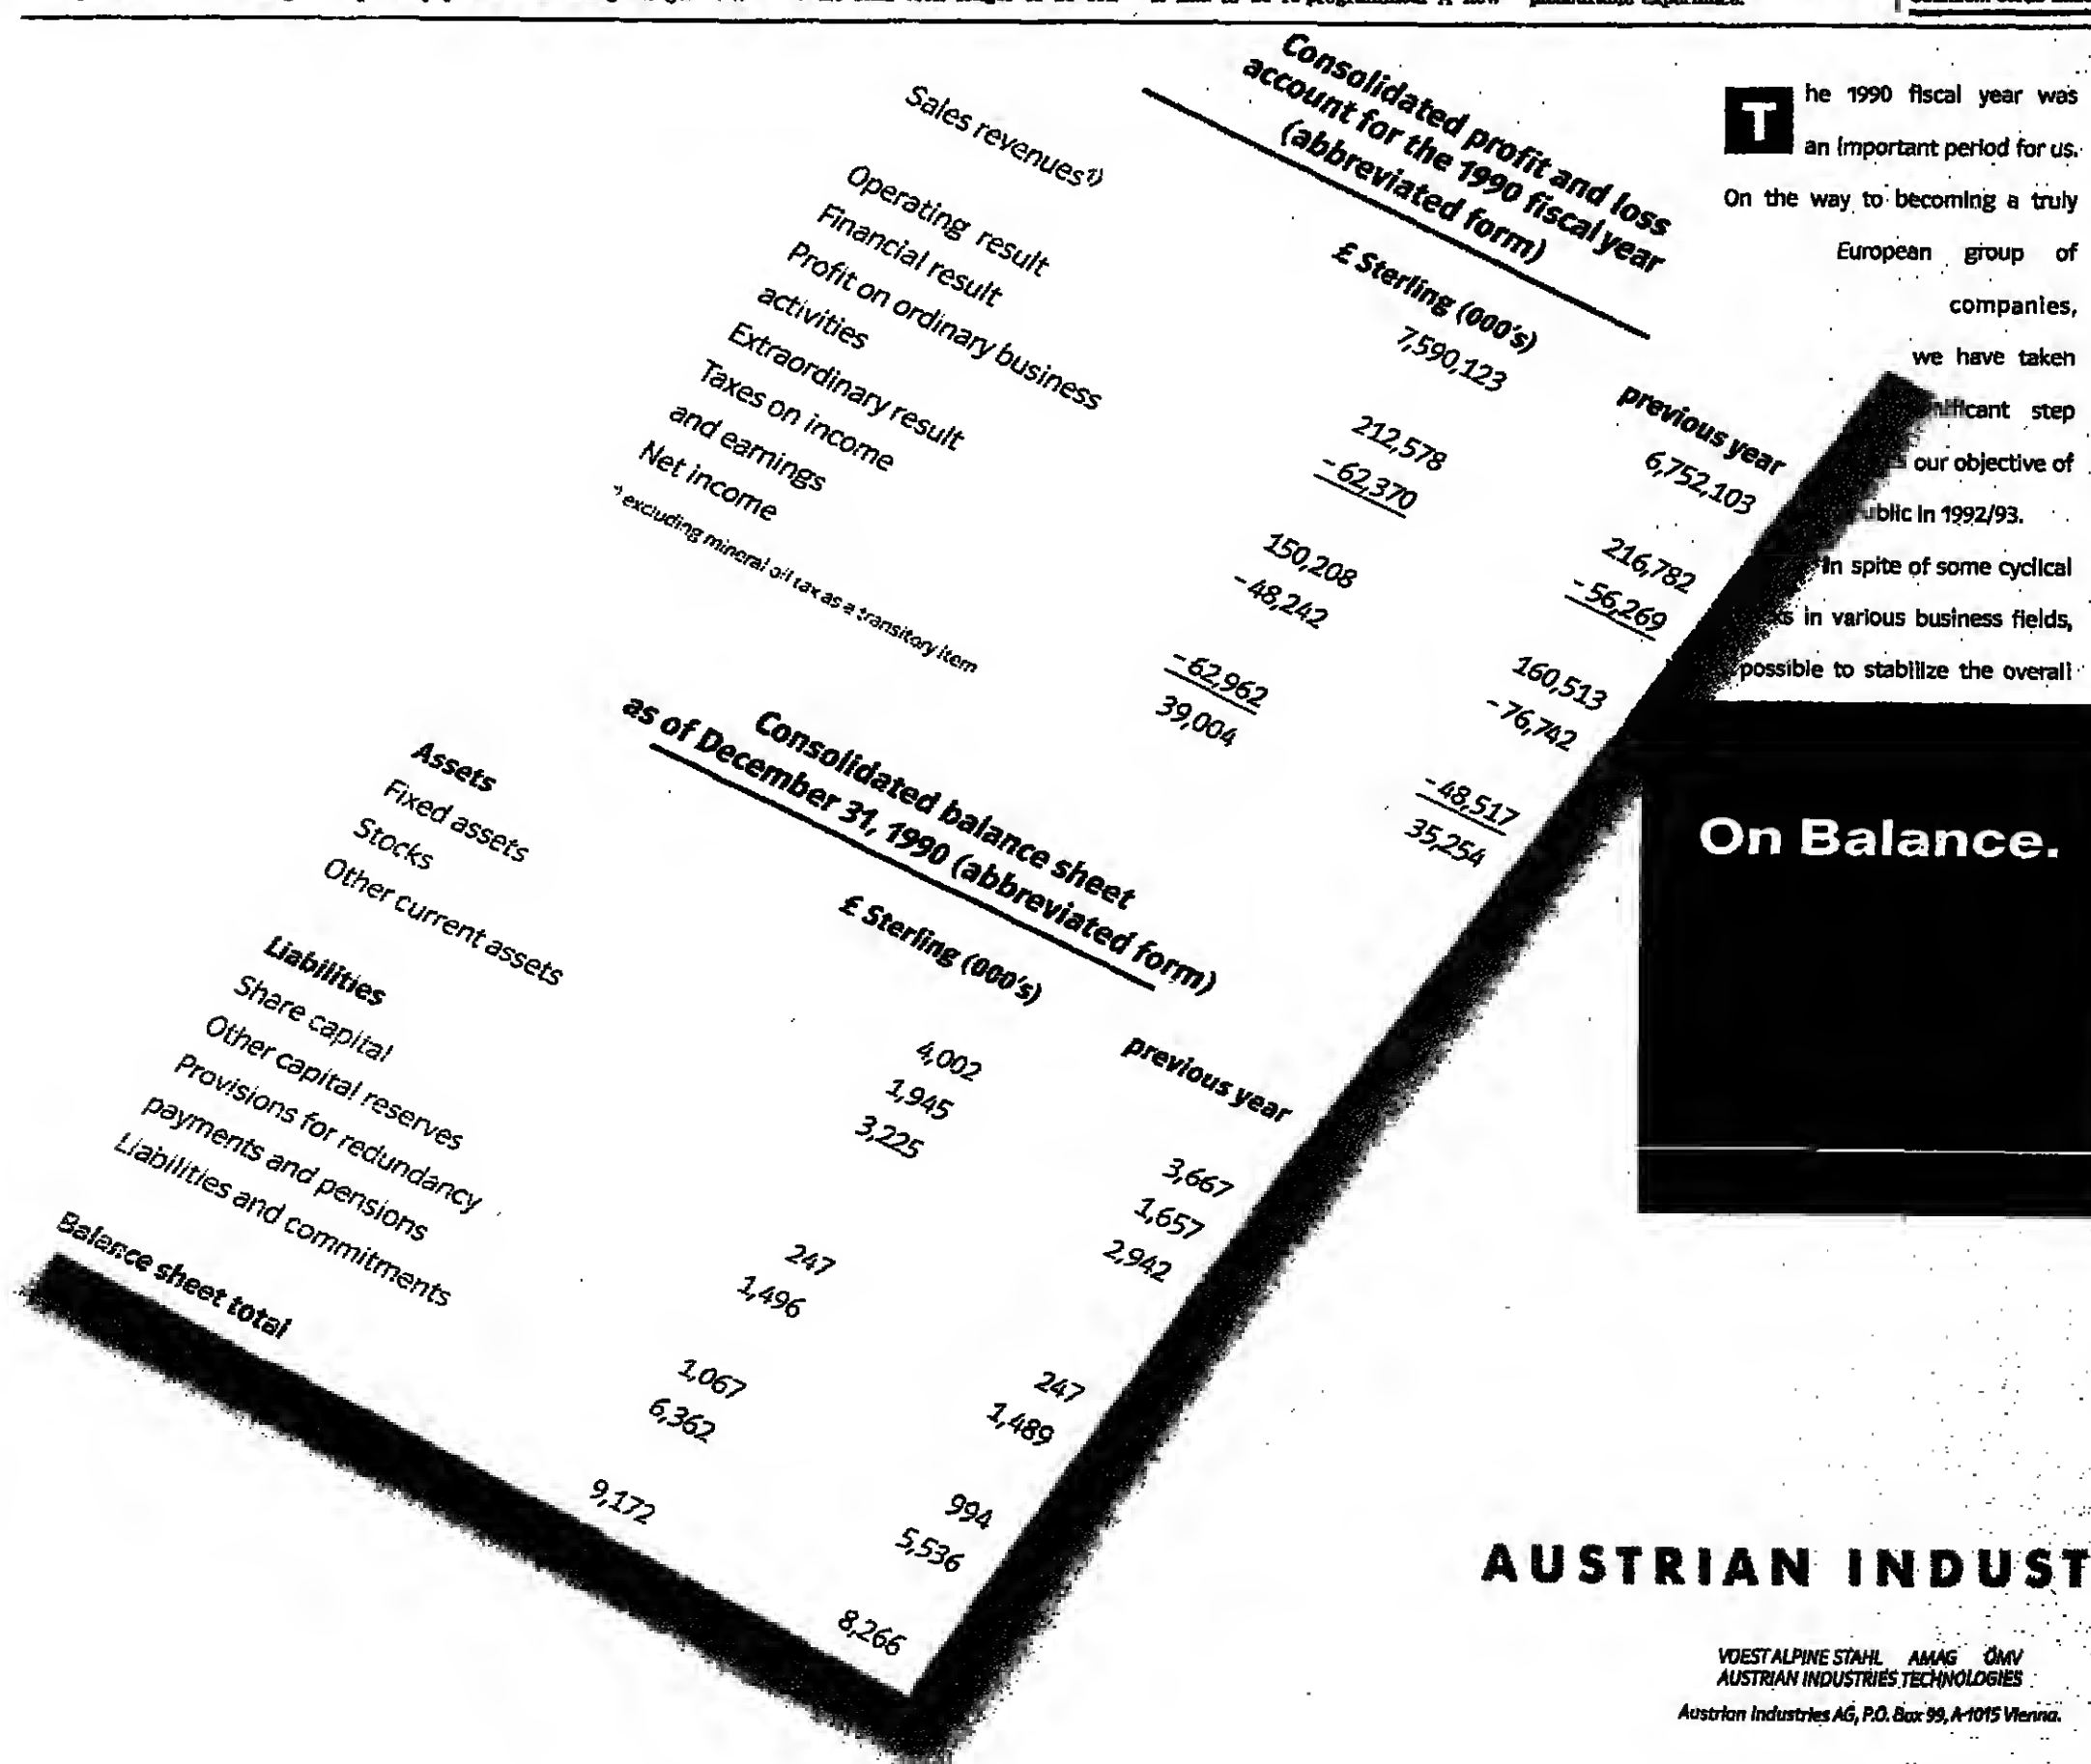 Consolidated profit and loss
account for the 1990 fiscal year
(abbreviated form)
£ Sterling (000's) previous year
Sales revenues¹⁾ 7,590,123 6,752,103
Operating result 212,578 216,782
Financial result - 62,370 - 56,269
Profit on ordinary business
activities 150,208 160,513
Extraordinary result - 48,242 - 76,742
Taxes on income
and earnings - 62,962 - 48,517
Net income 39,004 35,254
¹⁾ excluding mineral oil tax as a transitory item
Consolidated balance sheet
as of December 31, 1990 (abbreviated form)
£ Sterling (000's) previous year
Assets
Fixed assets 4,002 3,667
Stocks 1,945 1,657
Other current assets 3,225 2,942
Liabilities
Share capital 247 247
Other capital reserves 1,496 1,489
Provisions for redundancy
payments and pensions 1,067 994
Liabilities and commitments 6,362 5,536
Balance sheet total 9,172 8,266
The 1990 fiscal year was
an important period for us.
On the way to becoming a truly
European group of
companies,
we have taken
step
our objective of
in 1992/93.
In spite of some cyclical
in various business fields,
possible to stabilize the overall
On Balance.
AUSTRIAN INDUST
VOEST ALPINE STAHL AMAG ÖMV
AUSTRIAN INDUSTRIES TECHNOLOGIES
Austrian Industries AG, P.O. Box 99, A-1015 Vienna.